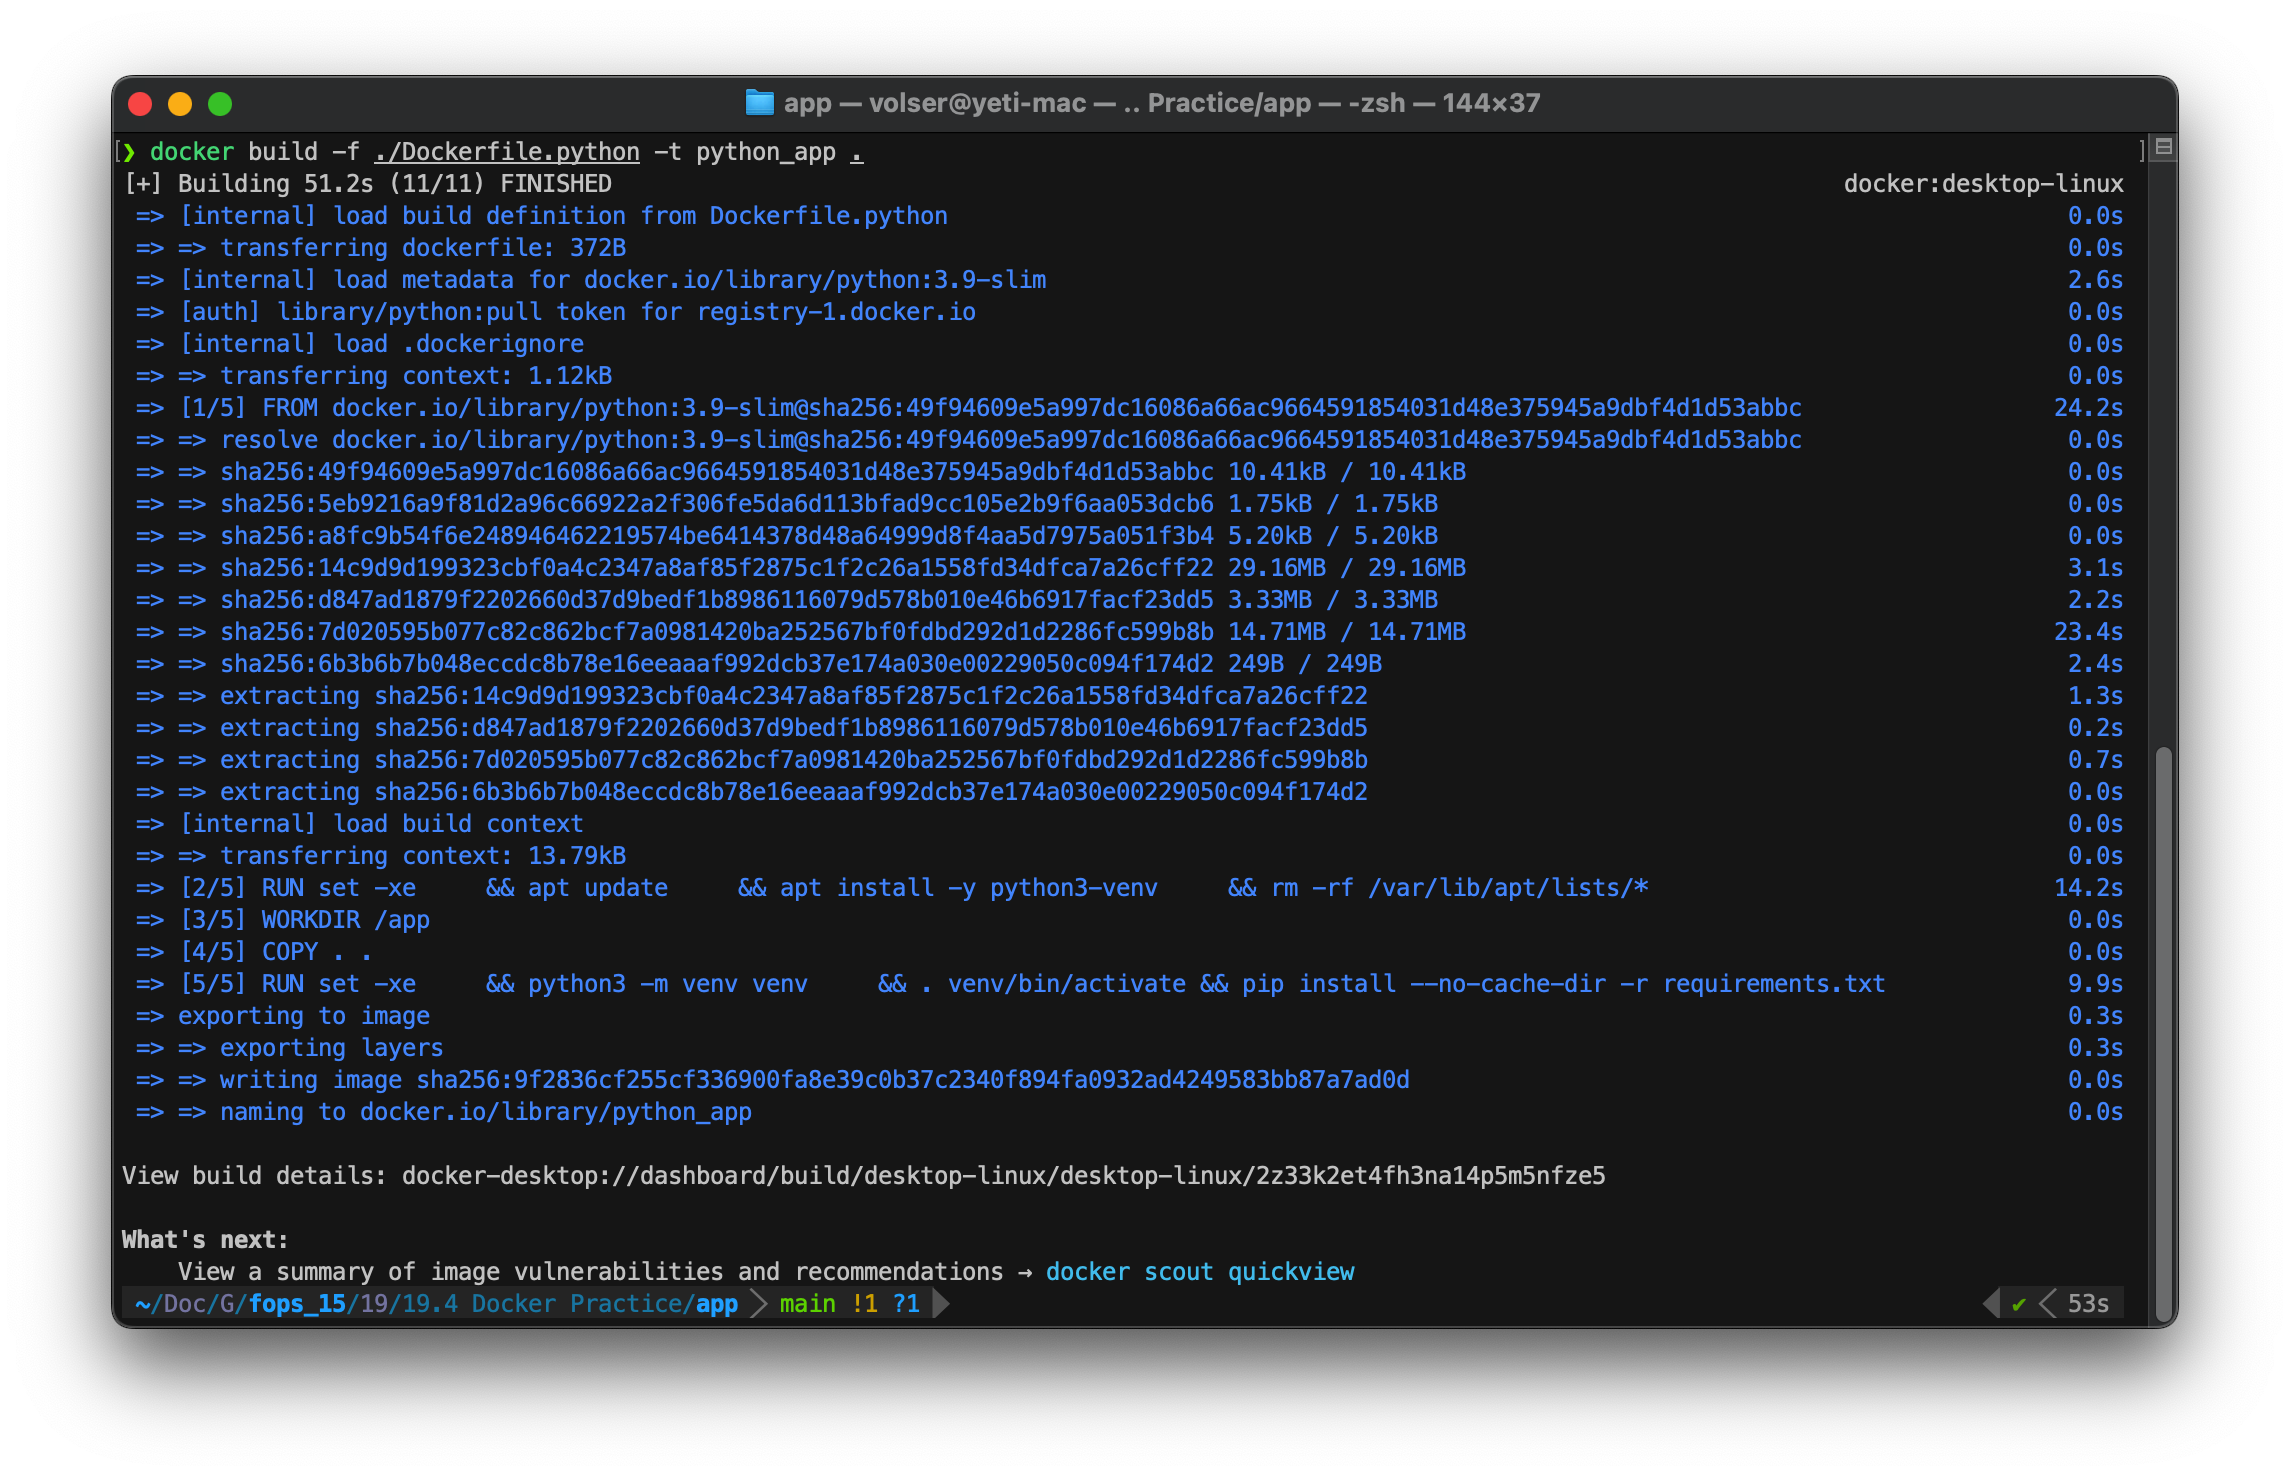 app — volser@yeti-mac — .. Practice/app — -zsh — 144×37
[❯ docker build -f ./Dockerfile.python -t python_app . ]
[+] Building 51.2s (11/11) FINISHED docker:desktop-linux
=> [internal] load build definition from Dockerfile.python 0.0s
=> => transferring dockerfile: 372B 0.0s
=> [internal] load metadata for docker.io/library/python:3.9-slim 2.6s
=> [auth] library/python:pull token for registry-1.docker.io 0.0s
=> [internal] load .dockerignore 0.0s
=> => transferring context: 1.12kB 0.0s
=> [1/5] FROM docker.io/library/python:3.9-slim@sha256:49f94609e5a997dc16086a66ac9664591854031d48e375945a9dbf4d1d53abbc 24.2s
=> => resolve docker.io/library/python:3.9-slim@sha256:49f94609e5a997dc16086a66ac9664591854031d48e375945a9dbf4d1d53abbc 0.0s
=> => sha256:49f94609e5a997dc16086a66ac9664591854031d48e375945a9dbf4d1d53abbc 10.41kB / 10.41kB 0.0s
=> => sha256:5eb9216a9f81d2a96c66922a2f306fe5da6d113bfad9cc105e2b9f6aa053dcb6 1.75kB / 1.75kB 0.0s
=> => sha256:a8fc9b54f6e248946462219574be6414378d48a64999d8f4aa5d7975a051f3b4 5.20kB / 5.20kB 0.0s
=> => sha256:14c9d9d199323cbf0a4c2347a8af85f2875c1f2c26a1558fd34dfca7a26cff22 29.16MB / 29.16MB 3.1s
=> => sha256:d847ad1879f2202660d37d9bedf1b8986116079d578b010e46b6917facf23dd5 3.33MB / 3.33MB 2.2s
=> => sha256:7d020595b077c82c862bcf7a0981420ba252567bf0fdbd292d1d2286fc599b8b 14.71MB / 14.71MB 23.4s
=> => sha256:6b3b6b7b048eccdc8b78e16eeaaaf992dcb37e174a030e00229050c094f174d2 249B / 249B 2.4s
=> => extracting sha256:14c9d9d199323cbf0a4c2347a8af85f2875c1f2c26a1558fd34dfca7a26cff22 1.3s
=> => extracting sha256:d847ad1879f2202660d37d9bedf1b8986116079d578b010e46b6917facf23dd5 0.2s
=> => extracting sha256:7d020595b077c82c862bcf7a0981420ba252567bf0fdbd292d1d2286fc599b8b 0.7s
=> => extracting sha256:6b3b6b7b048eccdc8b78e16eeaaaf992dcb37e174a030e00229050c094f174d2 0.0s
=> [internal] load build context 0.0s
=> => transferring context: 13.79kB 0.0s
=> [2/5] RUN set -xe     && apt update     && apt install -y python3-venv     && rm -rf /var/lib/apt/lists/* 14.2s
=> [3/5] WORKDIR /app 0.0s
=> [4/5] COPY . . 0.0s
=> [5/5] RUN set -xe     && python3 -m venv venv     && . venv/bin/activate && pip install --no-cache-dir -r requirements.txt 9.9s
=> exporting to image 0.3s
=> => exporting layers 0.3s
=> => writing image sha256:9f2836cf255cf336900fa8e39c0b37c2340f894fa0932ad4249583bb87a7ad0d 0.0s
=> => naming to docker.io/library/python_app 0.0s
View build details: docker-desktop://dashboard/build/desktop-linux/desktop-linux/2z33k2et4fh3na14p5m5nfze5
What's next:
View a summary of image vulnerabilities and recommendations → docker scout quickview
~/Doc/G/fops_15/19/19.4 Docker Practice/app main !1 ?1 ✔ 53s